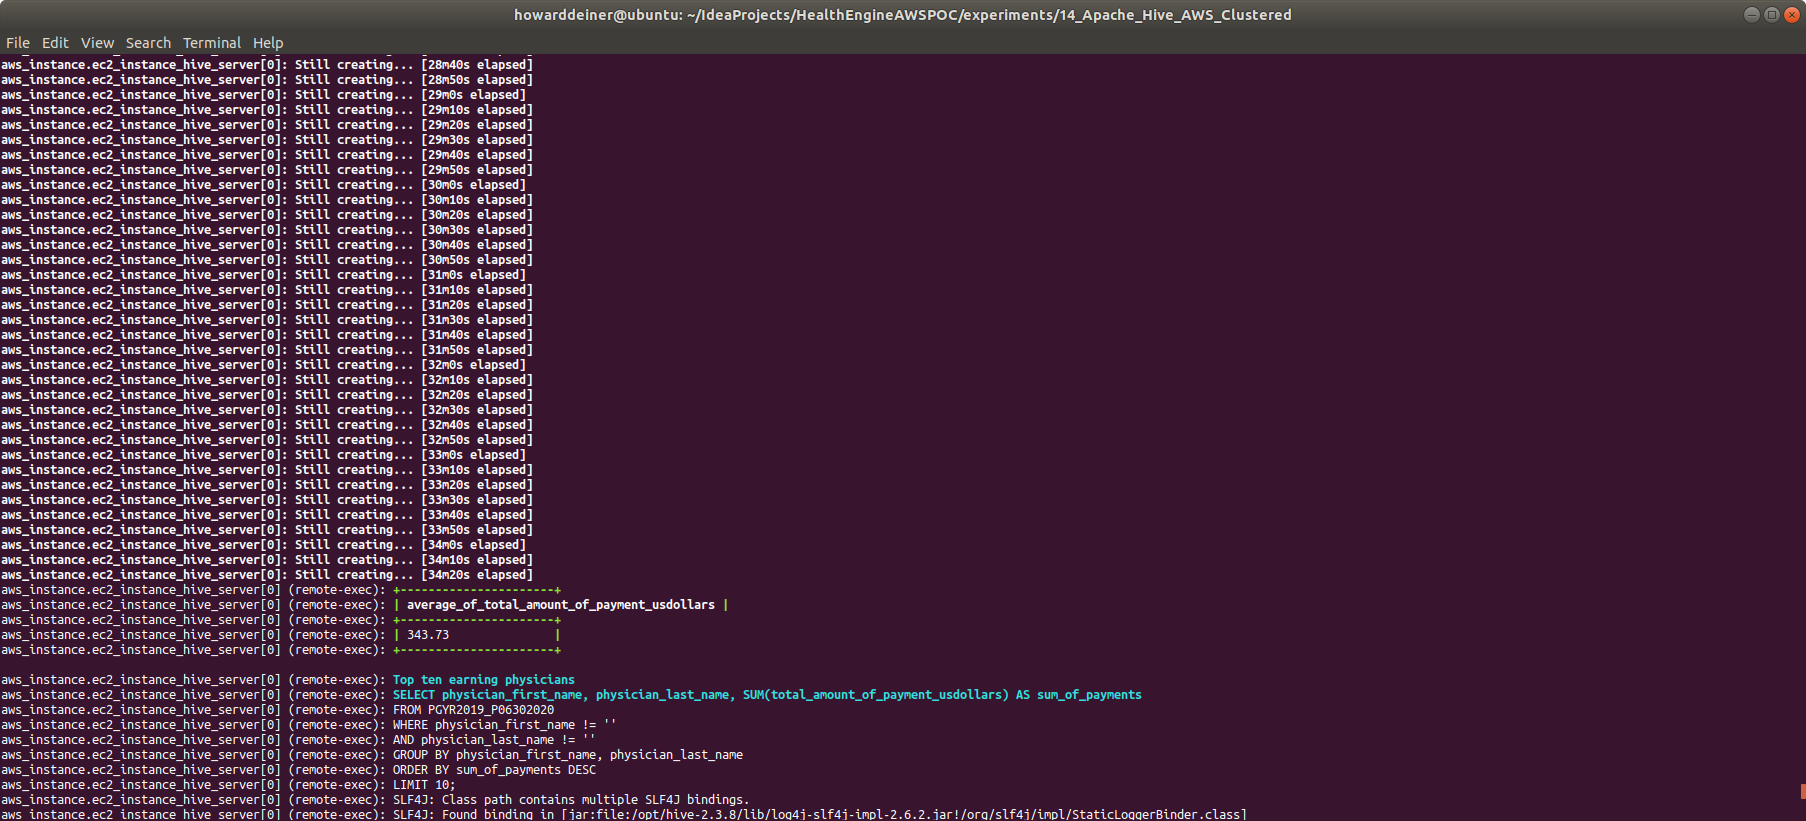 howarddeiner@ubuntu: ~/IdeaProjects/HealthEngineAWSPOC/experiments/14_Apache_Hive_AWS_Clustered
File Edit View Search Terminal Help
aws_instance.ec2_instance_hive_server[0]: Still creating... [28m40s elapsed]
aws_instance.ec2_instance_hive_server[0]: Still creating... [28m50s elapsed]
aws_instance.ec2_instance_hive_server[0]: Still creating... [29m0s elapsed]
aws_instance.ec2_instance_hive_server[0]: Still creating... [29m10s elapsed]
aws_instance.ec2_instance_hive_server[0]: Still creating... [29m20s elapsed]
aws_instance.ec2_instance_hive_server[0]: Still creating... [29m30s elapsed]
aws_instance.ec2_instance_hive_server[0]: Still creating... [29m40s elapsed]
aws_instance.ec2_instance_hive_server[0]: Still creating... [29m50s elapsed]
aws_instance.ec2_instance_hive_server[0]: Still creating... [30m0s elapsed]
aws_instance.ec2_instance_hive_server[0]: Still creating... [30m10s elapsed]
aws_instance.ec2_instance_hive_server[0]: Still creating... [30m20s elapsed]
aws_instance.ec2_instance_hive_server[0]: Still creating... [30m30s elapsed]
aws_instance.ec2_instance_hive_server[0]: Still creating... [30m40s elapsed]
aws_instance.ec2_instance_hive_server[0]: Still creating... [30m50s elapsed]
aws_instance.ec2_instance_hive_server[0]: Still creating... [31m0s elapsed]
aws_instance.ec2_instance_hive_server[0]: Still creating... [31m10s elapsed]
aws_instance.ec2_instance_hive_server[0]: Still creating... [31m20s elapsed]
aws_instance.ec2_instance_hive_server[0]: Still creating... [31m30s elapsed]
aws_instance.ec2_instance_hive_server[0]: Still creating... [31m40s elapsed]
aws_instance.ec2_instance_hive_server[0]: Still creating... [31m50s elapsed]
aws_instance.ec2_instance_hive_server[0]: Still creating... [32m0s elapsed]
aws_instance.ec2_instance_hive_server[0]: Still creating... [32m10s elapsed]
aws_instance.ec2_instance_hive_server[0]: Still creating... [32m20s elapsed]
aws_instance.ec2_instance_hive_server[0]: Still creating... [32m30s elapsed]
aws_instance.ec2_instance_hive_server[0]: Still creating... [32m40s elapsed]
aws_instance.ec2_instance_hive_server[0]: Still creating... [32m50s elapsed]
aws_instance.ec2_instance_hive_server[0]: Still creating... [33m0s elapsed]
aws_instance.ec2_instance_hive_server[0]: Still creating... [33m10s elapsed]
aws_instance.ec2_instance_hive_server[0]: Still creating... [33m20s elapsed]
aws_instance.ec2_instance_hive_server[0]: Still creating... [33m30s elapsed]
aws_instance.ec2_instance_hive_server[0]: Still creating... [33m40s elapsed]
aws_instance.ec2_instance_hive_server[0]: Still creating... [33m50s elapsed]
aws_instance.ec2_instance_hive_server[0]: Still creating... [34m0s elapsed]
aws_instance.ec2_instance_hive_server[0]: Still creating... [34m10s elapsed]
aws_instance.ec2_instance_hive_server[0]: Still creating... [34m20s elapsed]
aws_instance.ec2_instance_hive_server[0] (remote-exec): +----------------------+
aws_instance.ec2_instance_hive_server[0] (remote-exec): | average_of_total_amount_of_payment_usdollars |
aws_instance.ec2_instance_hive_server[0] (remote-exec): +----------------------+
aws_instance.ec2_instance_hive_server[0] (remote-exec): | 343.73               |
aws_instance.ec2_instance_hive_server[0] (remote-exec): +----------------------+
aws_instance.ec2_instance_hive_server[0] (remote-exec): Top ten earning physicians
aws_instance.ec2_instance_hive_server[0] (remote-exec): SELECT physician_first_name, physician_last_name, SUM(total_amount_of_payment_usdollars) AS sum_of_payments
aws_instance.ec2_instance_hive_server[0] (remote-exec): FROM PGYR2019_P06302020
aws_instance.ec2_instance_hive_server[0] (remote-exec): WHERE physician_first_name != ''
aws_instance.ec2_instance_hive_server[0] (remote-exec): AND physician_last_name != ''
aws_instance.ec2_instance_hive_server[0] (remote-exec): GROUP BY physician_first_name, physician_last_name
aws_instance.ec2_instance_hive_server[0] (remote-exec): ORDER BY sum_of_payments DESC
aws_instance.ec2_instance_hive_server[0] (remote-exec): LIMIT 10;
aws_instance.ec2_instance_hive_server[0] (remote-exec): SLF4J: Class path contains multiple SLF4J bindings.
aws_instance.ec2_instance_hive_server[0] (remote-exec): SLF4J: Found binding in [jar:file:/opt/hive-2.3.8/lib/log4j-slf4j-impl-2.6.2.jar!/org/slf4j/impl/StaticLoggerBinder.class]